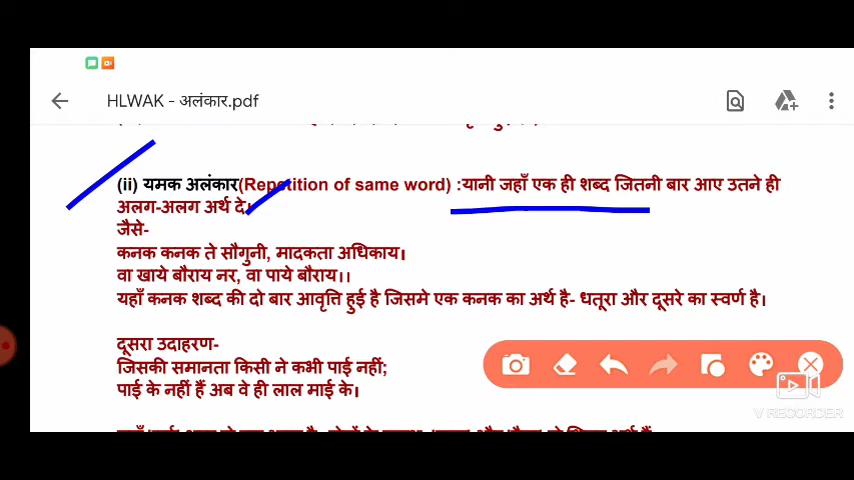 HLWAK - अलंकार.pdf
(ii) यमक अलंकार(Repetition of same word) :यानी जहाँ एक ही शब्द जितनी बार आए उतने ही
अलग-अलग अर्थ दे।
जैसे-
कनक कनक ते सौगुनी, मादकता अधिकाय।
वा खाये बौराय नर, वा पाये बौराय।।
यहाँ कनक शब्द की दो बार आवृत्ति हुई है जिसमे एक कनक का अर्थ है- धतूरा और दूसरे का स्वर्ण है।
दूसरा उदाहरण-
जिसकी समानता किसी ने कभी पाई नहीं;
पाई के नहीं हैं अब वे ही लाल माई के।
V RECORDER